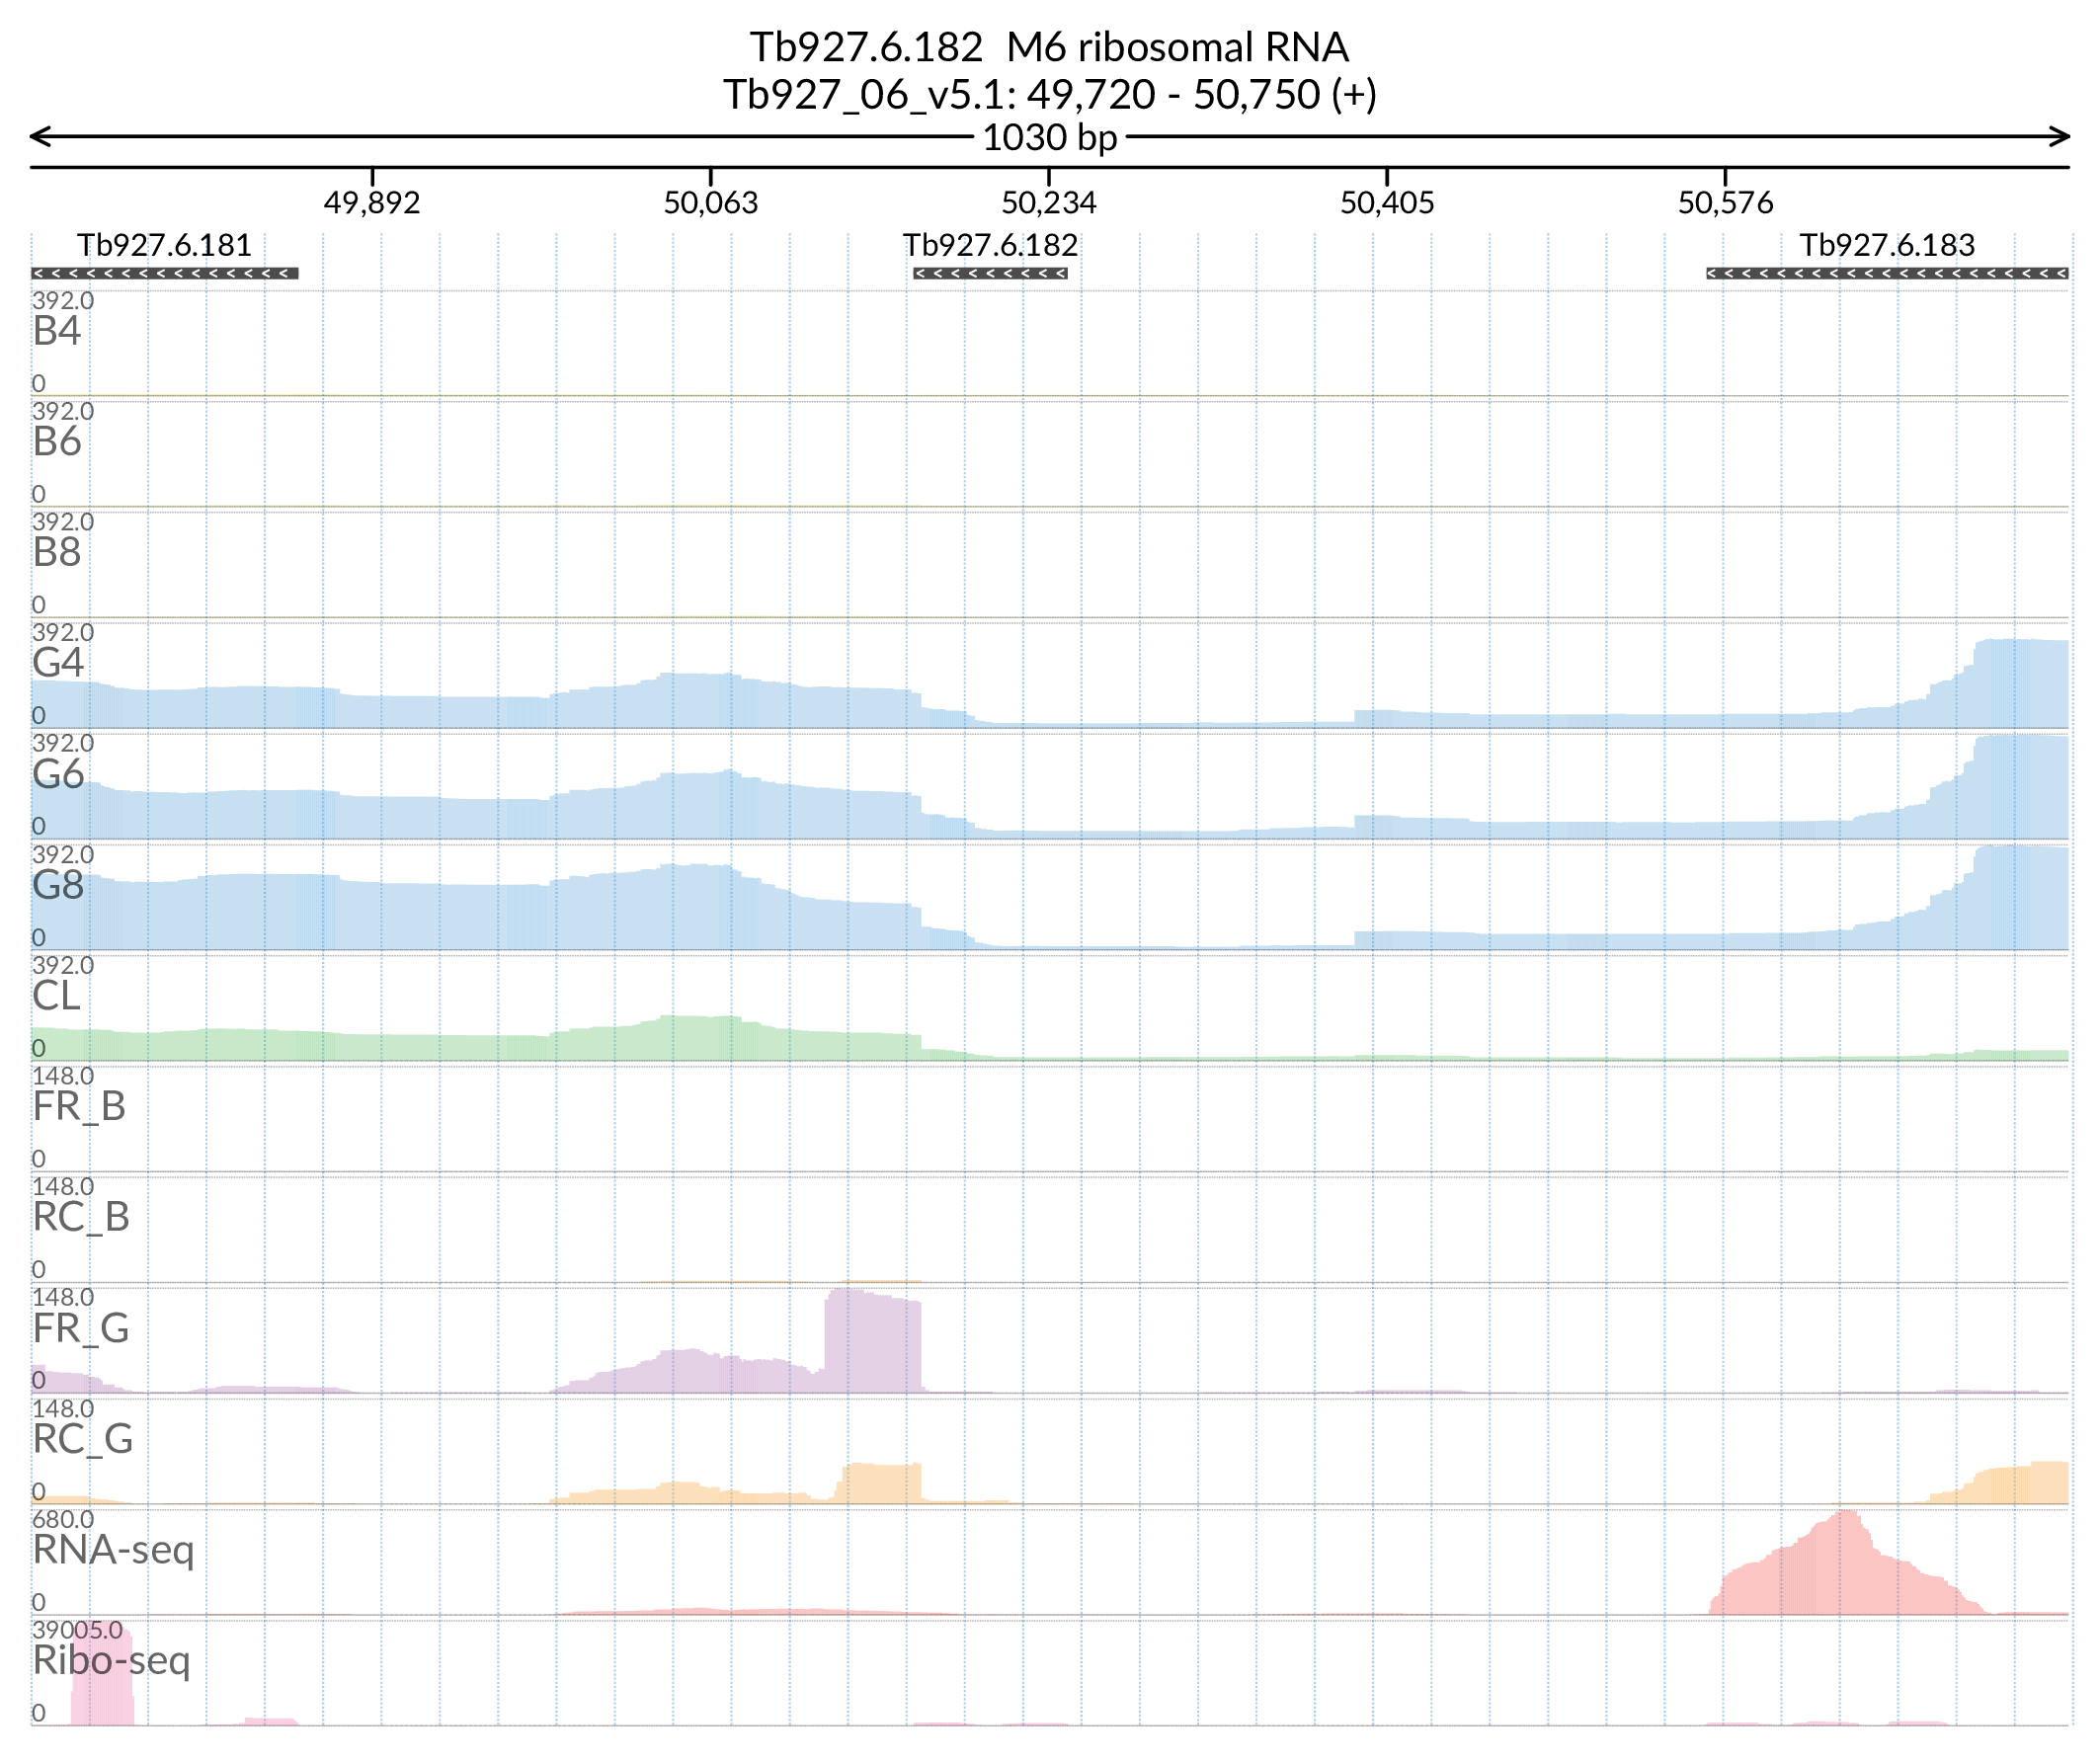 Tb927.6.182  M6 ribosomal RNA
Tb927_06_v5.1: 49,720 - 50,750 (+)
1030 bp
49,892 50,063 50,234 50,405 50,576
Tb927.6.181 Tb927.6.182 Tb927.6.183
392.0
B4
0
392.0
B6
0
392.0
B8
0
392.0
G4
0
392.0
G6
0
392.0
G8
0
392.0
CL
0
148.0
FR_B
0
148.0
RC_B
0
148.0
FR_G
0
148.0
RC_G
0
680.0
RNA-seq
0
39005.0
Ribo-seq
0